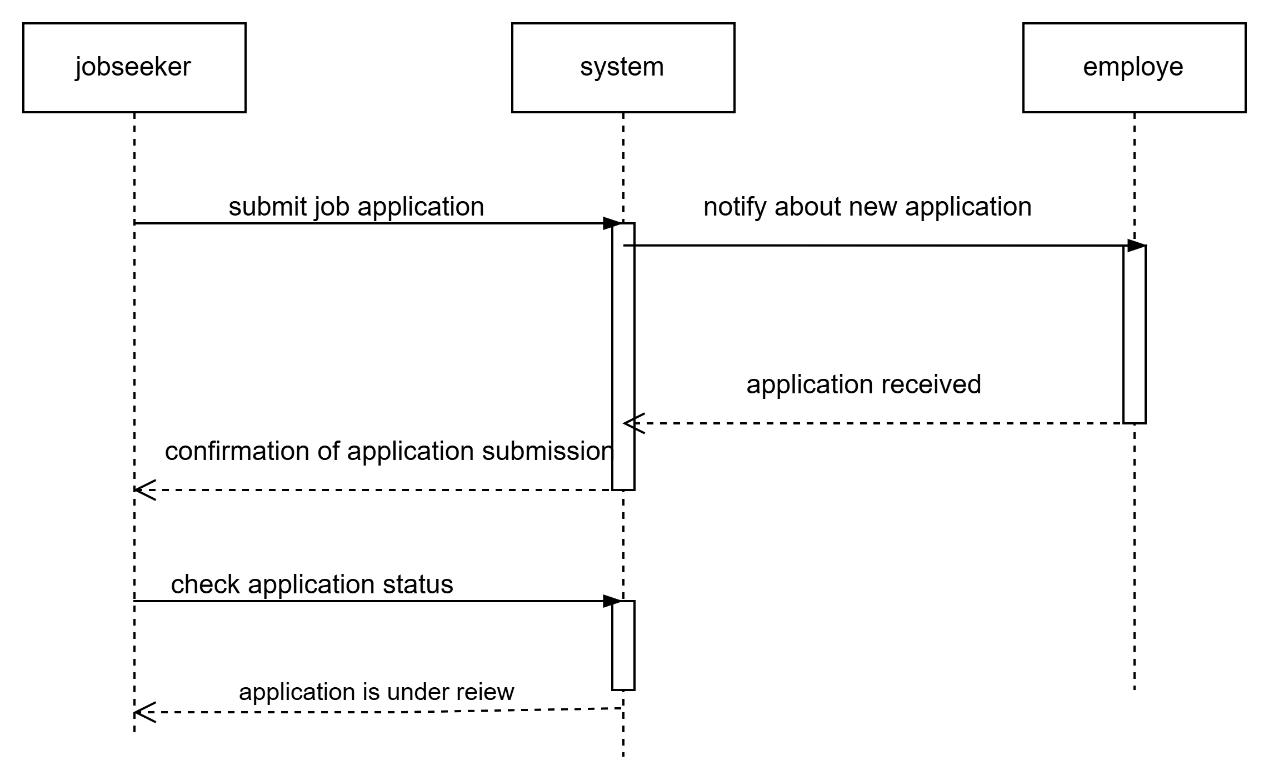 jobseeker
system
employe
submit job application
notify about new application
application received
confirmation of application submission
check application status
application is under reiew